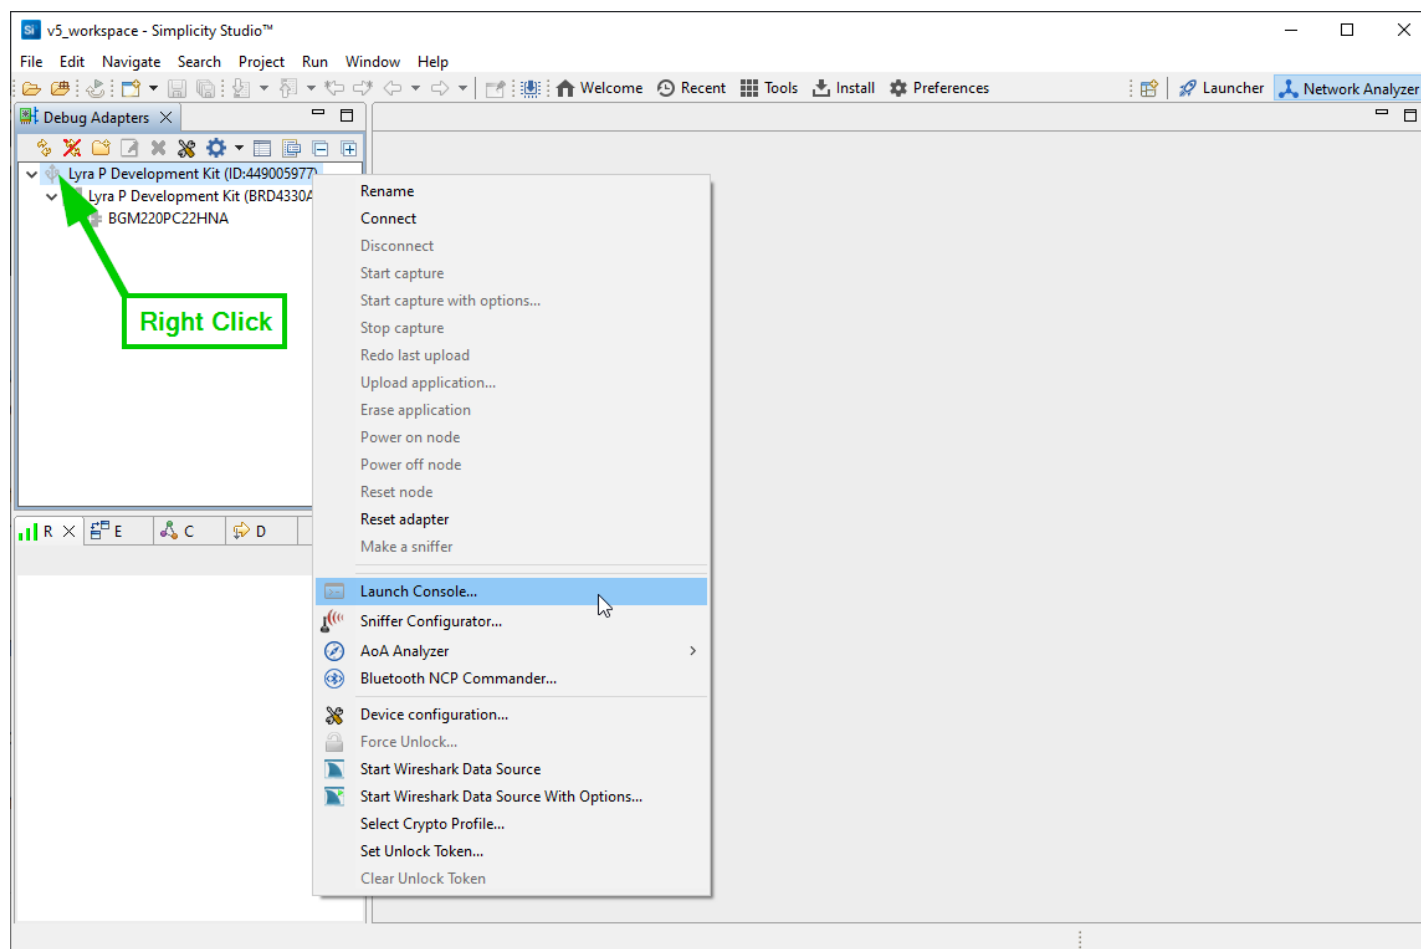 Si v5_workspace - Simplicity Studio™
File Edit Navigate Search Project Run Window Help
Welcome Recent Tools Install Preferences Launcher Network Analyzer
Debug Adapters
Lyra P Development Kit (ID:449005977)
Lyra P Development Kit (BRD4330A
BGM220PC22HNA
Right Click
R E C D
Rename
Connect
Disconnect
Start capture
Start capture with options...
Stop capture
Redo last upload
Upload application...
Erase application
Power on node
Power off node
Reset node
Reset adapter
Make a sniffer
Launch Console...
Sniffer Configurator...
AoA Analyzer
Bluetooth NCP Commander...
Device configuration...
Force Unlock...
Start Wireshark Data Source
Start Wireshark Data Source With Options...
Select Crypto Profile...
Set Unlock Token...
Clear Unlock Token